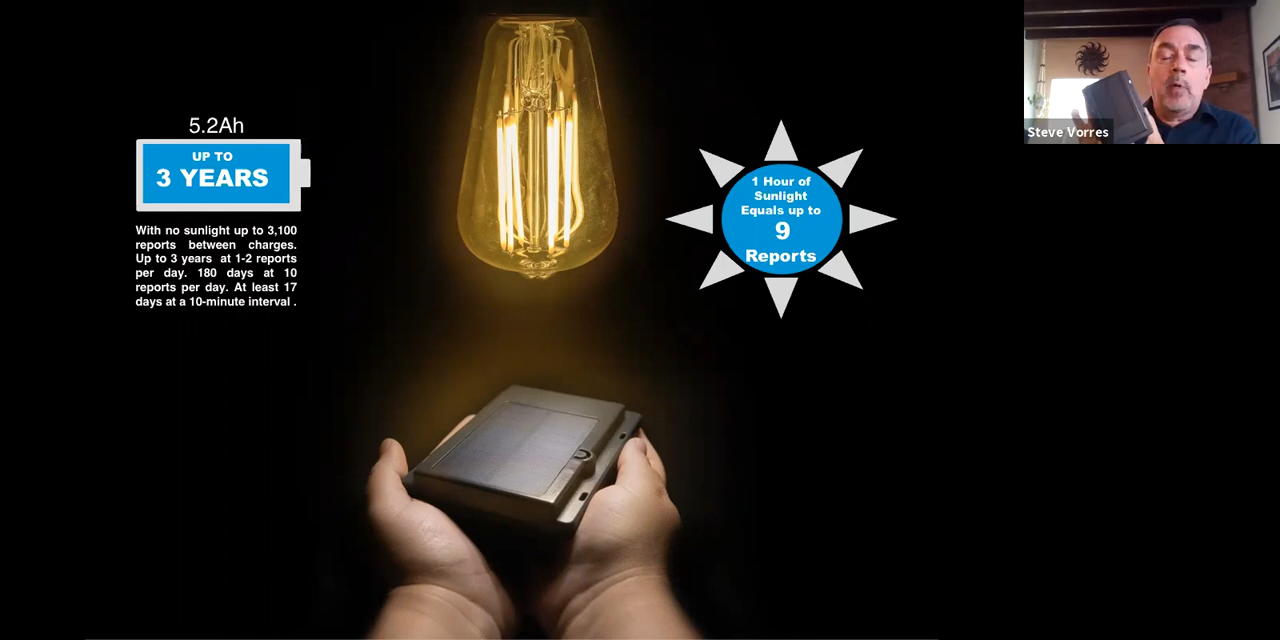 5.2Ah
UP TO
3 YEARS
With no sunlight up to 3,100
reports between charges.
Up to 3 years at 1-2 reports
per day. 180 days at 10
reports per day. At least 17
days at a 10-minute interval .
1 Hour of
Sunlight
Equals up to
9
Reports
Steve Vorres